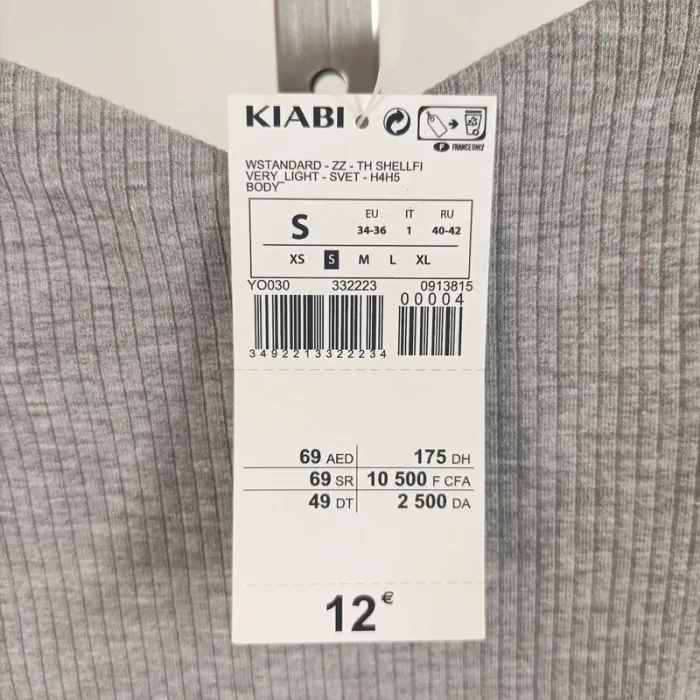 KIABI
F FRANCE ONLY
WSTANDARD - ZZ - TH SHELLFI
VERY_LIGHT - SVET - H4H5
BODY
S EU IT RU
34-36 1 40-42
XS S M L XL
YO030 332223 0913815
00004
3492213322234
69 AED 175 DH
69 SR 10 500 F CFA
49 DT 2 500 DA
12€